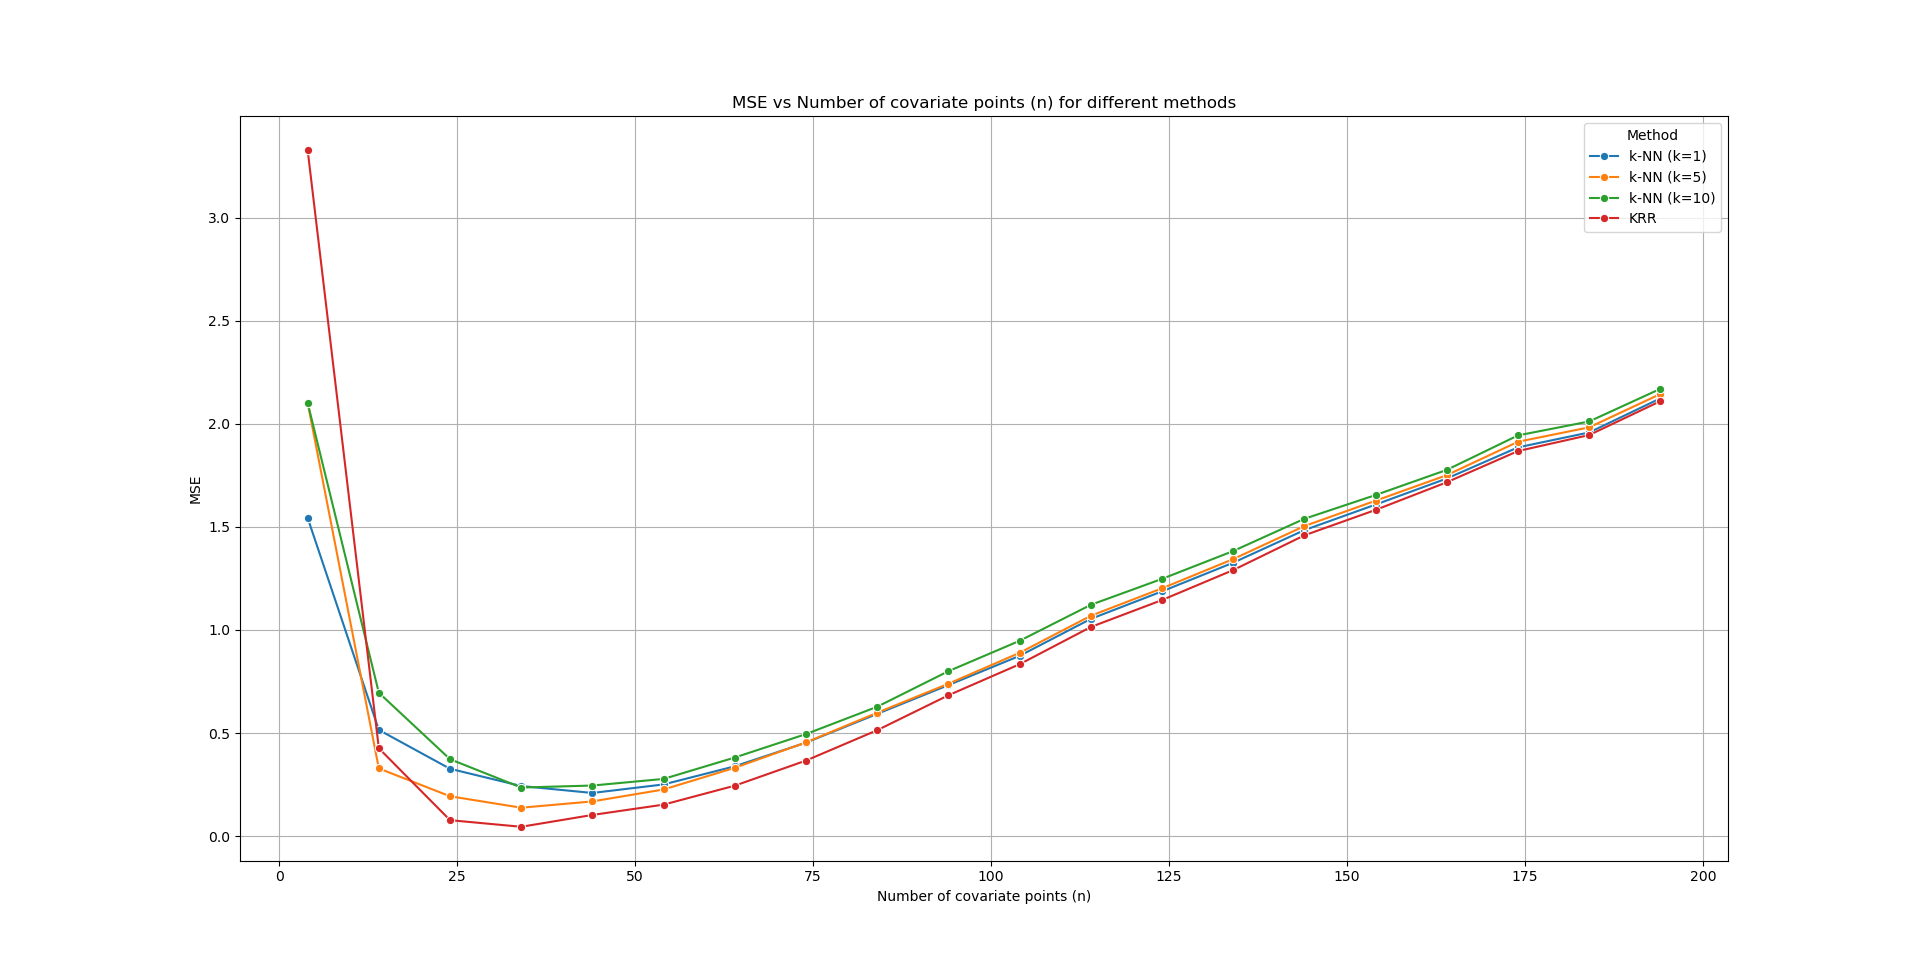 MSE vs Number of covariate points (n) for different methods
Method
k-NN (k=1)
k-NN (k=5)
k-NN (k=10)
KRR
MSE
3.0
2.5
2.0
1.5
1.0
0.5
0.0
0 25 50 75 100 125 150 175 200
Number of covariate points (n)